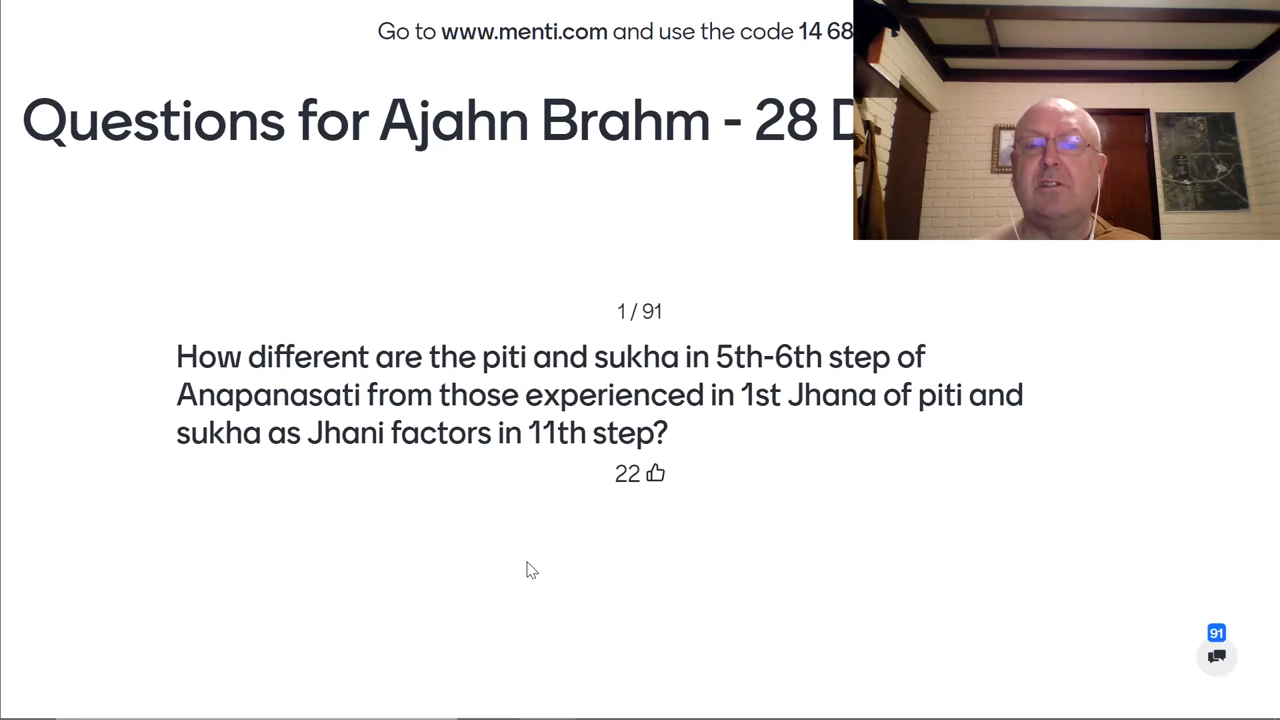 Go to www.menti.com and use the code 14 68
Questions for Ajahn Brahm - 28 D
1 / 91
How different are the piti and sukha in 5th-6th step of
Anapanasati from those experienced in 1st Jhana of piti and
sukha as Jhani factors in 11th step?
22
91